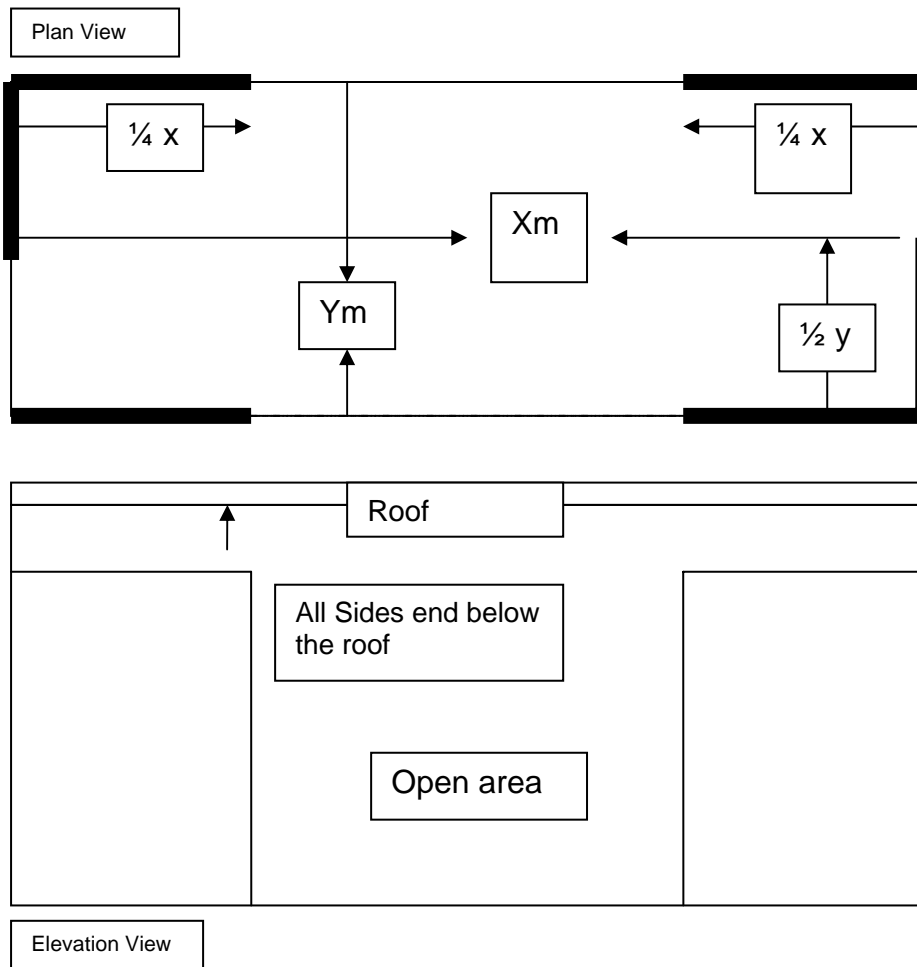 Plan View
¼ x
¼ x
Xm
Ym
½ y
Roof
All Sides end below
the roof
Open area
Elevation View